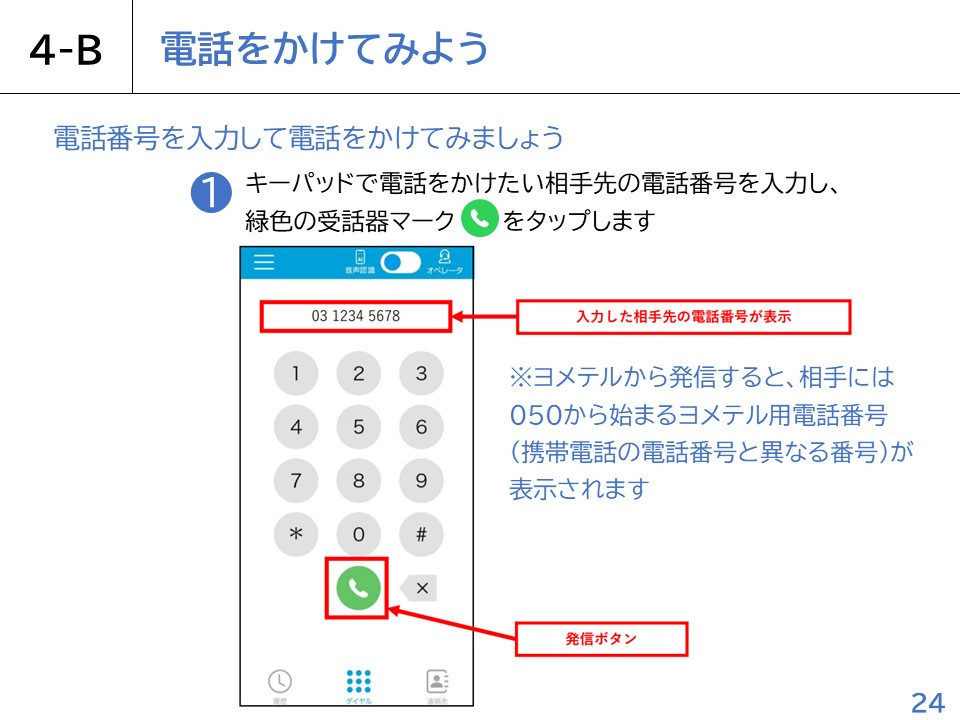 4-B
電話をかけてみよう
電話番号を入力して電話をかけてみましょう
1
キーパッドで電話をかけたい相手先の電話番号を入力し、
緑色の受話器マーク をタップします
AI
音声認識 オペレータ
03 1234 5678
入力した相手先の電話番号が表示
1 2 3
4 5 6
7 8 9
* 0 #
×
※ヨメテルから発信すると、相手には
050から始まるヨメテル用電話番号
(携帯電話の電話番号と異なる番号)が
表示されます
発信ボタン
履歴 ダイヤル 連絡先
24